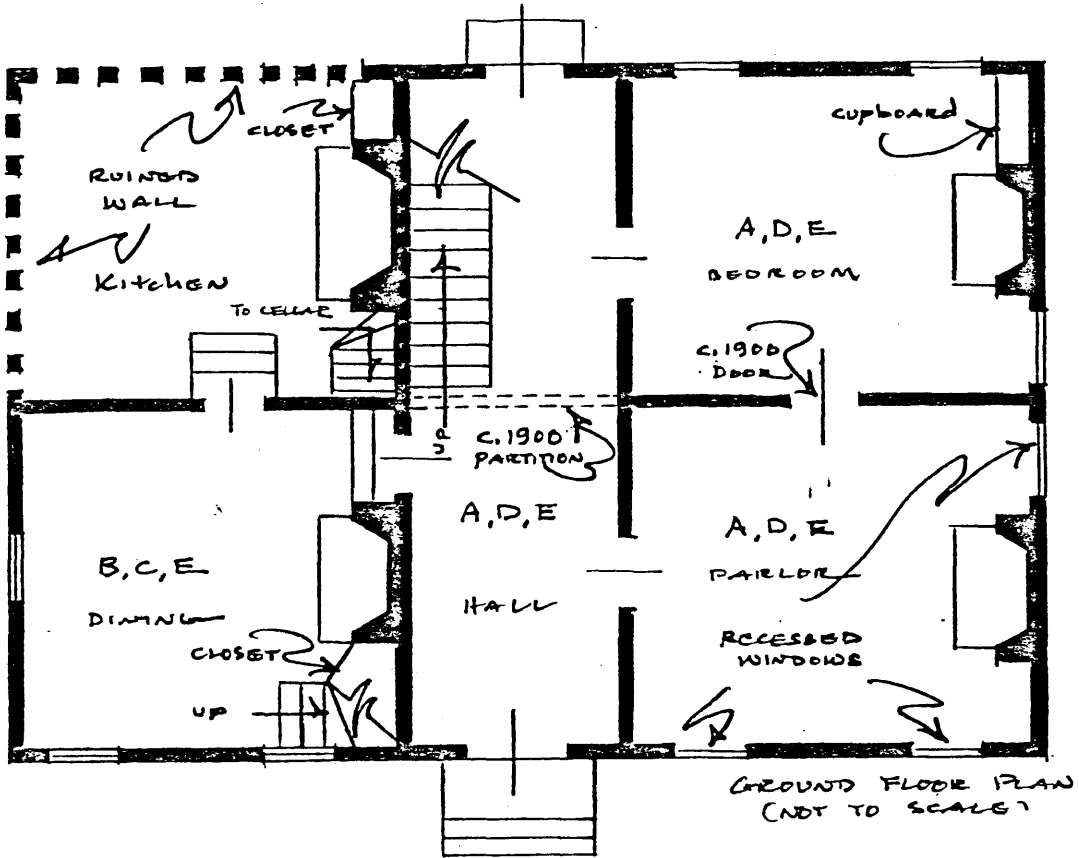 CLOSET
CUPBOARD
RUINED
WALL
A, D, E
BEDROOM
KITCHEN
TO CELLAR
C. 1900
DOOR
UP
C. 1900
PARTITION
A, D, E
A, D, E
B, C, E
PARLOR
HALL
DINING
RECESSED
WINDOWS
CLOSET
UP
GROUND FLOOR PLAN
(NOT TO SCALE)